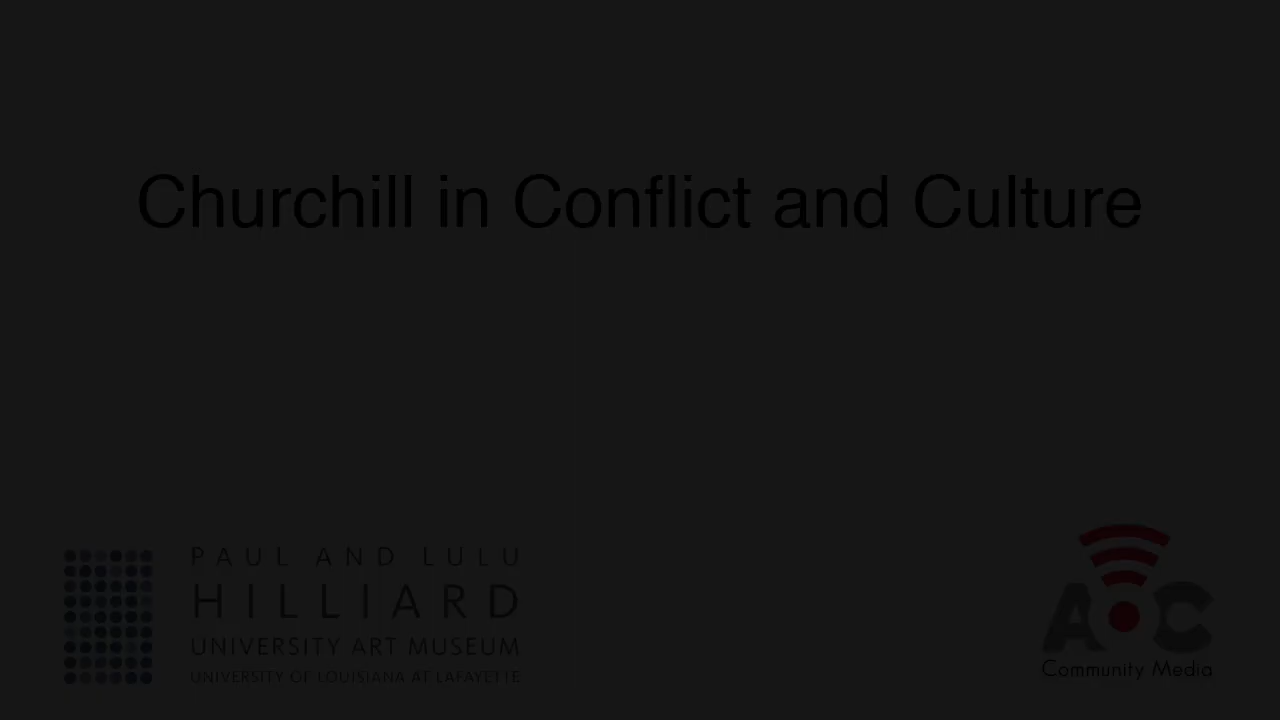 Churchill in Conflict and Culture
PAUL AND LULU
HILLIARD
UNIVERSITY ART MUSEUM
UNIVERSITY OF LOUISIANA AT LAFAYETTE
AOC
Community Media